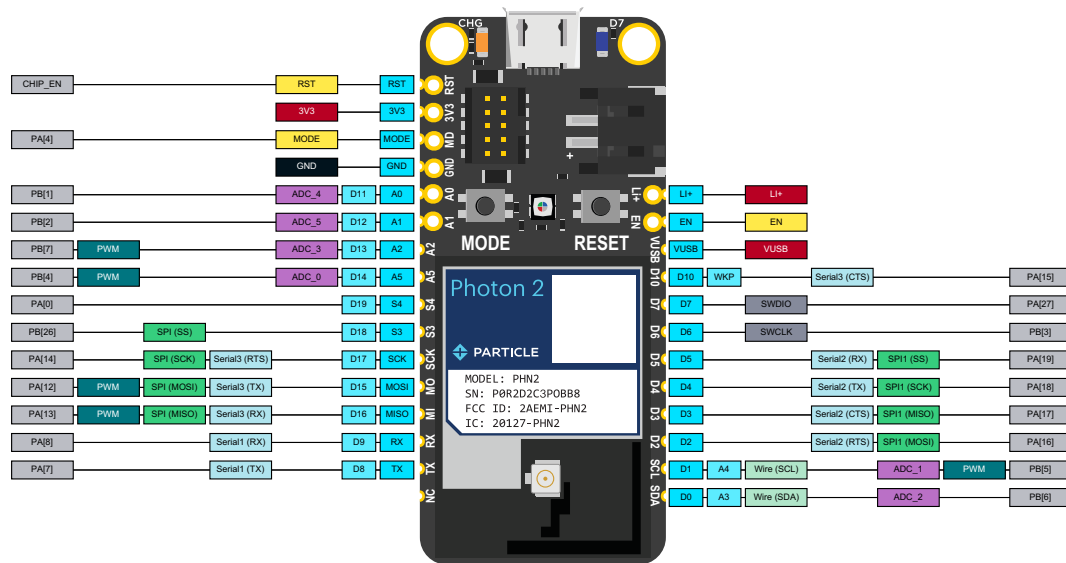 CHG D7
CHIP_EN RST RST RST
3V3 3V3 3V3
PA[4] MODE MODE MD
GND GND GND
PB[1] ADC_4 D11 A0 A0 Li+ LI+ LI+
PB[2] ADC_5 D12 A1 A1 EN EN EN
MODE RESET
PB[7] PWM ADC_3 D13 A2 A2 VUSB VUSB VUSB
PB[4] PWM ADC_0 D14 A5 A5 D10 D10 WKP Serial3 (CTS) PA[15]
Photon 2
PA[0] D19 S4 S4 D7 D7 SWDIO PA[27]
PB[26] SPI (SS) D18 S3 S3 D6 D6 SWCLK PB[3]
PARTICLE
PA[14] SPI (SCK) Serial3 (RTS) D17 SCK SCK D5 D5 Serial2 (RX) SPI1 (SS) PA[19]
MODEL: PHN2
PA[12] PWM SPI (MOSI) Serial3 (TX) D15 MOSI MO D4 D4 Serial2 (TX) SPI1 (SCK) PA[18]
SN: P0R2D2C3POBB8
FCC ID: 2AEMI-PHN2
PA[13] PWM SPI (MISO) Serial3 (RX) D16 MISO MI D3 D3 Serial2 (CTS) SPI1 (MISO) PA[17]
IC: 20127-PHN2
PA[8] Serial1 (RX) D9 RX RX D2 D2 Serial2 (RTS) SPI1 (MOSI) PA[16]
PA[7] Serial1 (TX) D8 TX TX SCL D1 A4 Wire (SCL) ADC_1 PWM PB[5]
NC SDA D0 A3 Wire (SDA) ADC_2 PB[6]